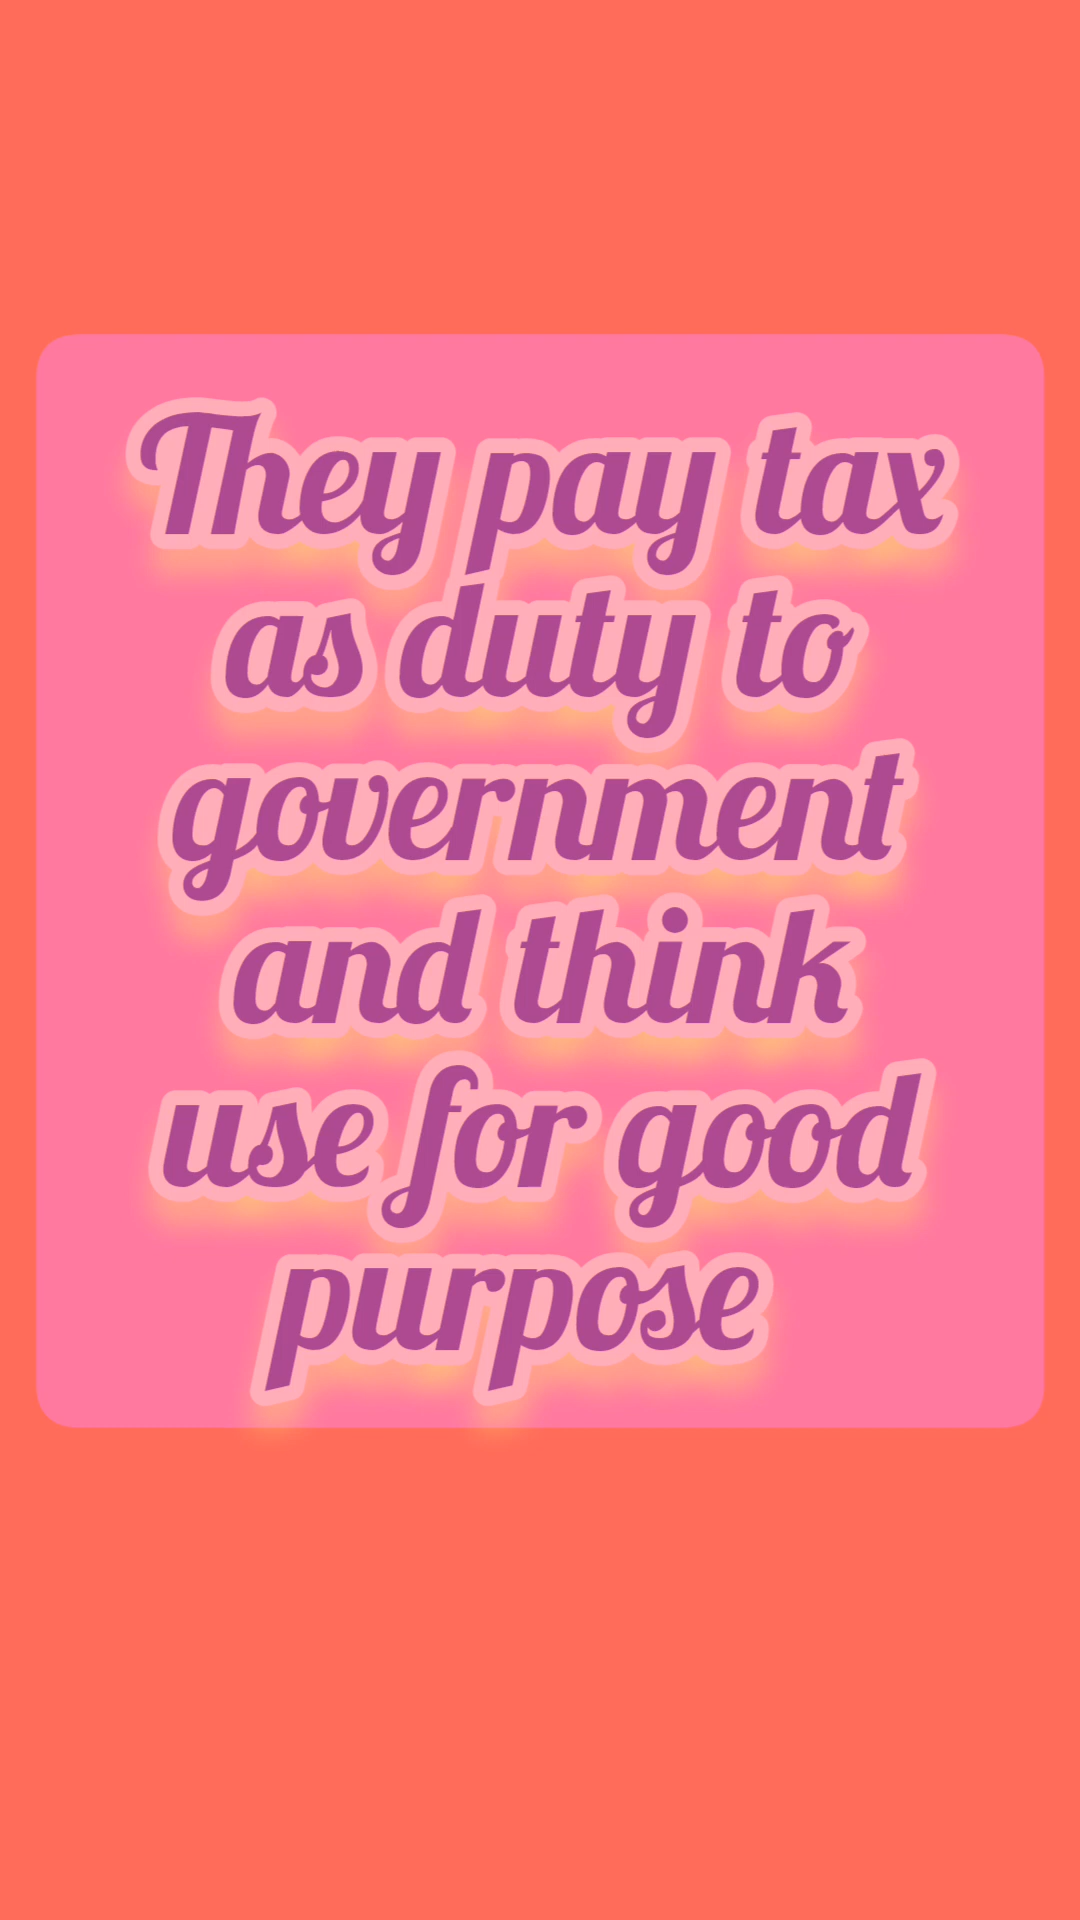 They pay tax
as duty to
government
and think
use for good
purpose